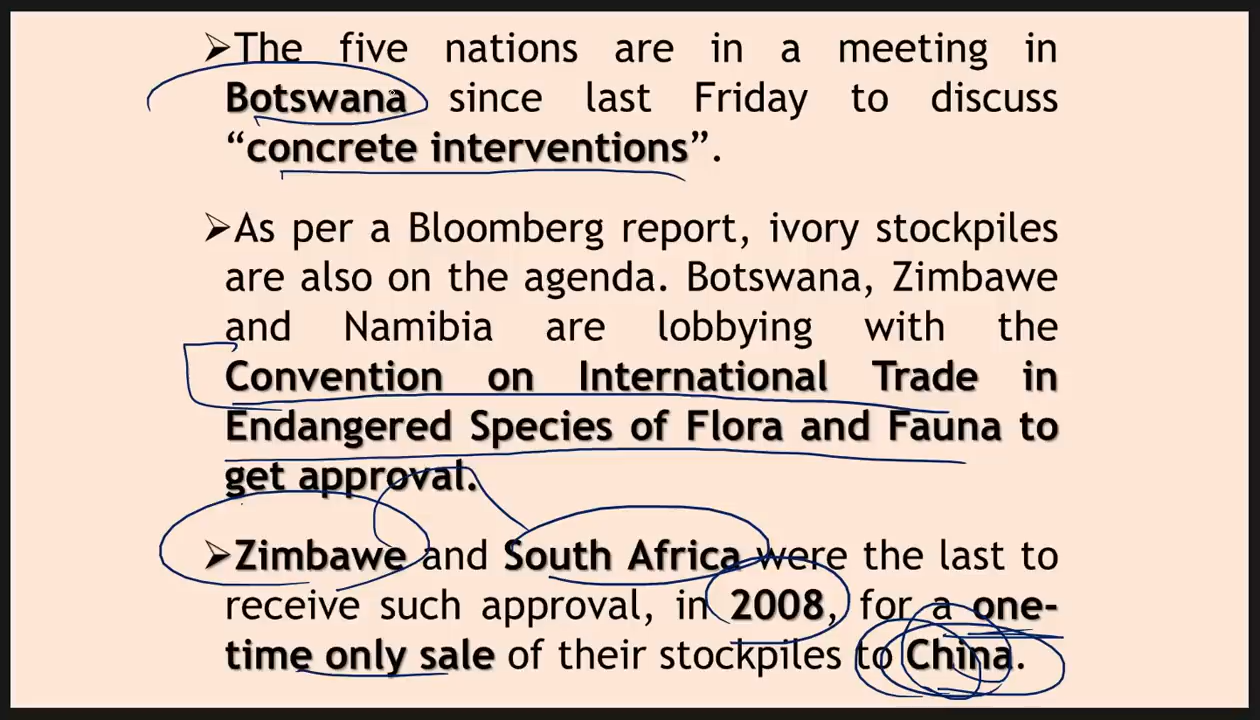 ➢The five nations are in a meeting in
Botswana since last Friday to discuss
“concrete interventions”.
➢As per a Bloomberg report, ivory stockpiles
are also on the agenda. Botswana, Zimbawe
and Namibia are lobbying with the
Convention on International Trade in
Endangered Species of Flora and Fauna to
get approval.
➢Zimbawe and South Africa were the last to
receive such approval, in 2008, for a one-
time only sale of their stockpiles to China.